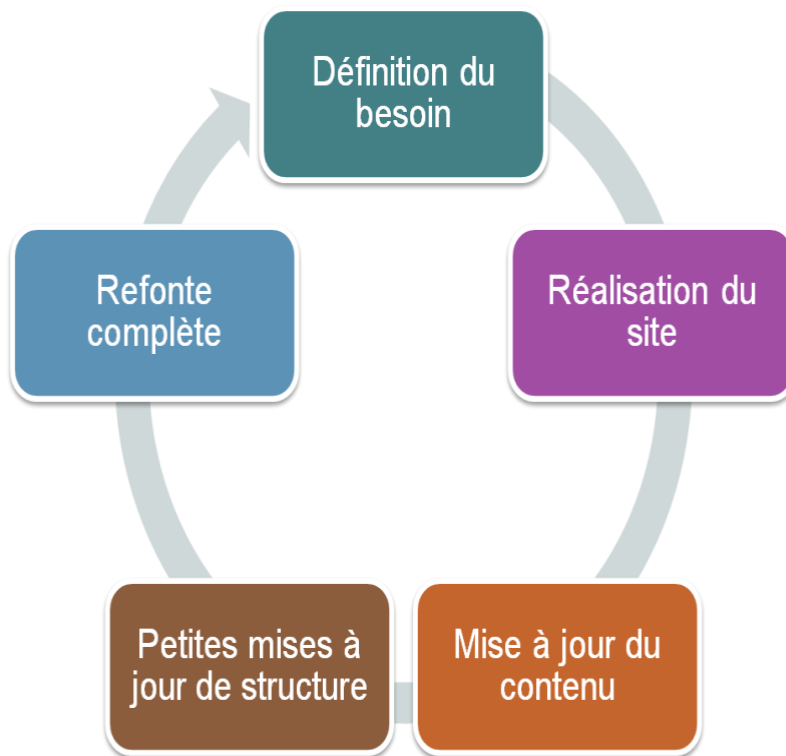 Définition du
besoin
Réalisation du
site
Mise à jour du
contenu
Petites mises à
jour de structure
Refonte
complète